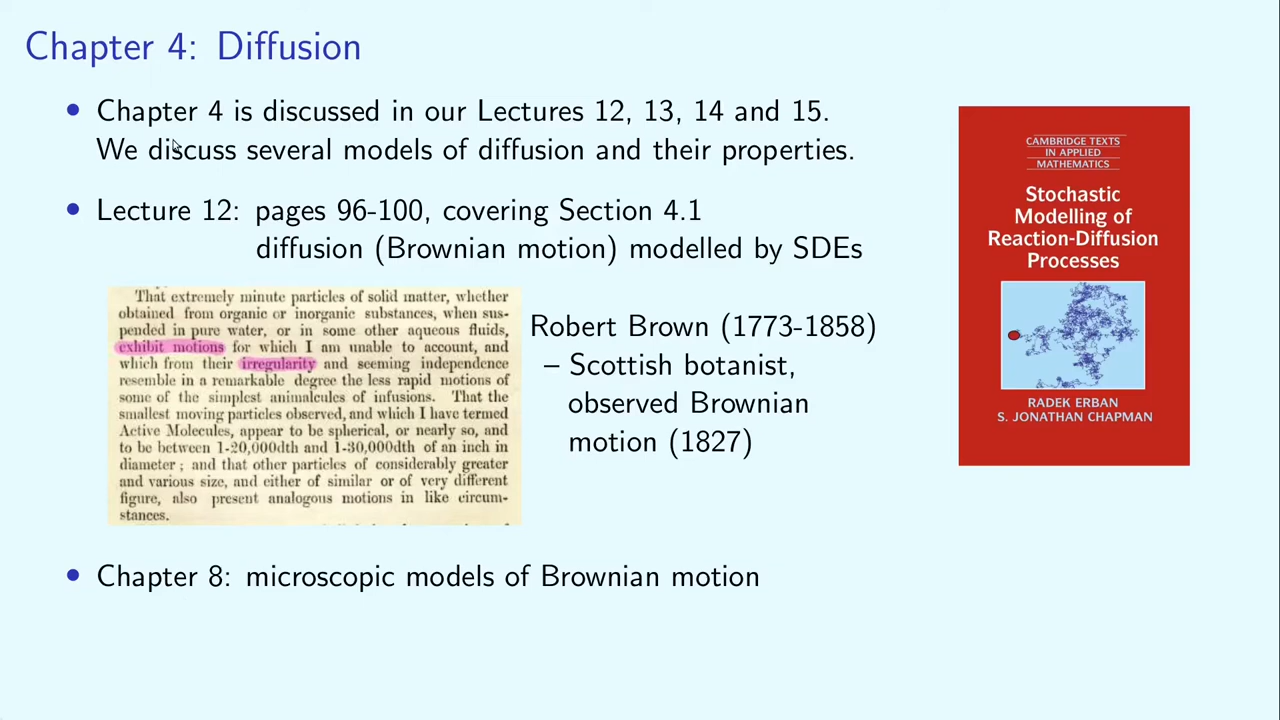 Chapter 4: Diffusion
• Chapter 4 is discussed in our Lectures 12, 13, 14 and 15.
We discuss several models of diffusion and their properties.
• Lecture 12: pages 96-100, covering Section 4.1
diffusion (Brownian motion) modelled by SDEs
That extremely minute particles of solid matter, whether
obtained from organic or inorganic substances, when sus-
pended in pure water, or in some other aqueous fluids,
exhibit motions for which I am unable to account, and
which from their irregularity and seeming independence
resemble in a remarkable degree the less rapid motions of
some of the simplest animalcules of infusions. That the
smallest moving particles observed, and which I have termed
Active Molecules, appear to be spherical, or nearly so, and
to be between 1-20,000dth and 1-30,000dth of an inch in
diameter; and that other particles of considerably greater
and various size, and either of similar or of very different
figure, also present analogous motions in like circum-
stances.
Robert Brown (1773-1858)
– Scottish botanist,
observed Brownian
motion (1827)
• Chapter 8: microscopic models of Brownian motion
CAMBRIDGE TEXTS
IN APPLIED
MATHEMATICS
Stochastic
Modelling of
Reaction-Diffusion
Processes
RADEK ERBAN
S. JONATHAN CHAPMAN